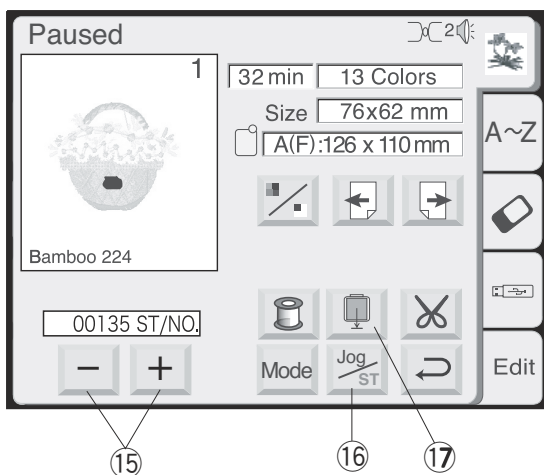 Paused
2
1
32 min 13 Colors
Size 76x62 mm
A(F):126 x 110 mm
A~Z
Bamboo 224
00135 ST/NO.
- +
Mode Jog/ST Edit
⑮ ⑯ ⑰